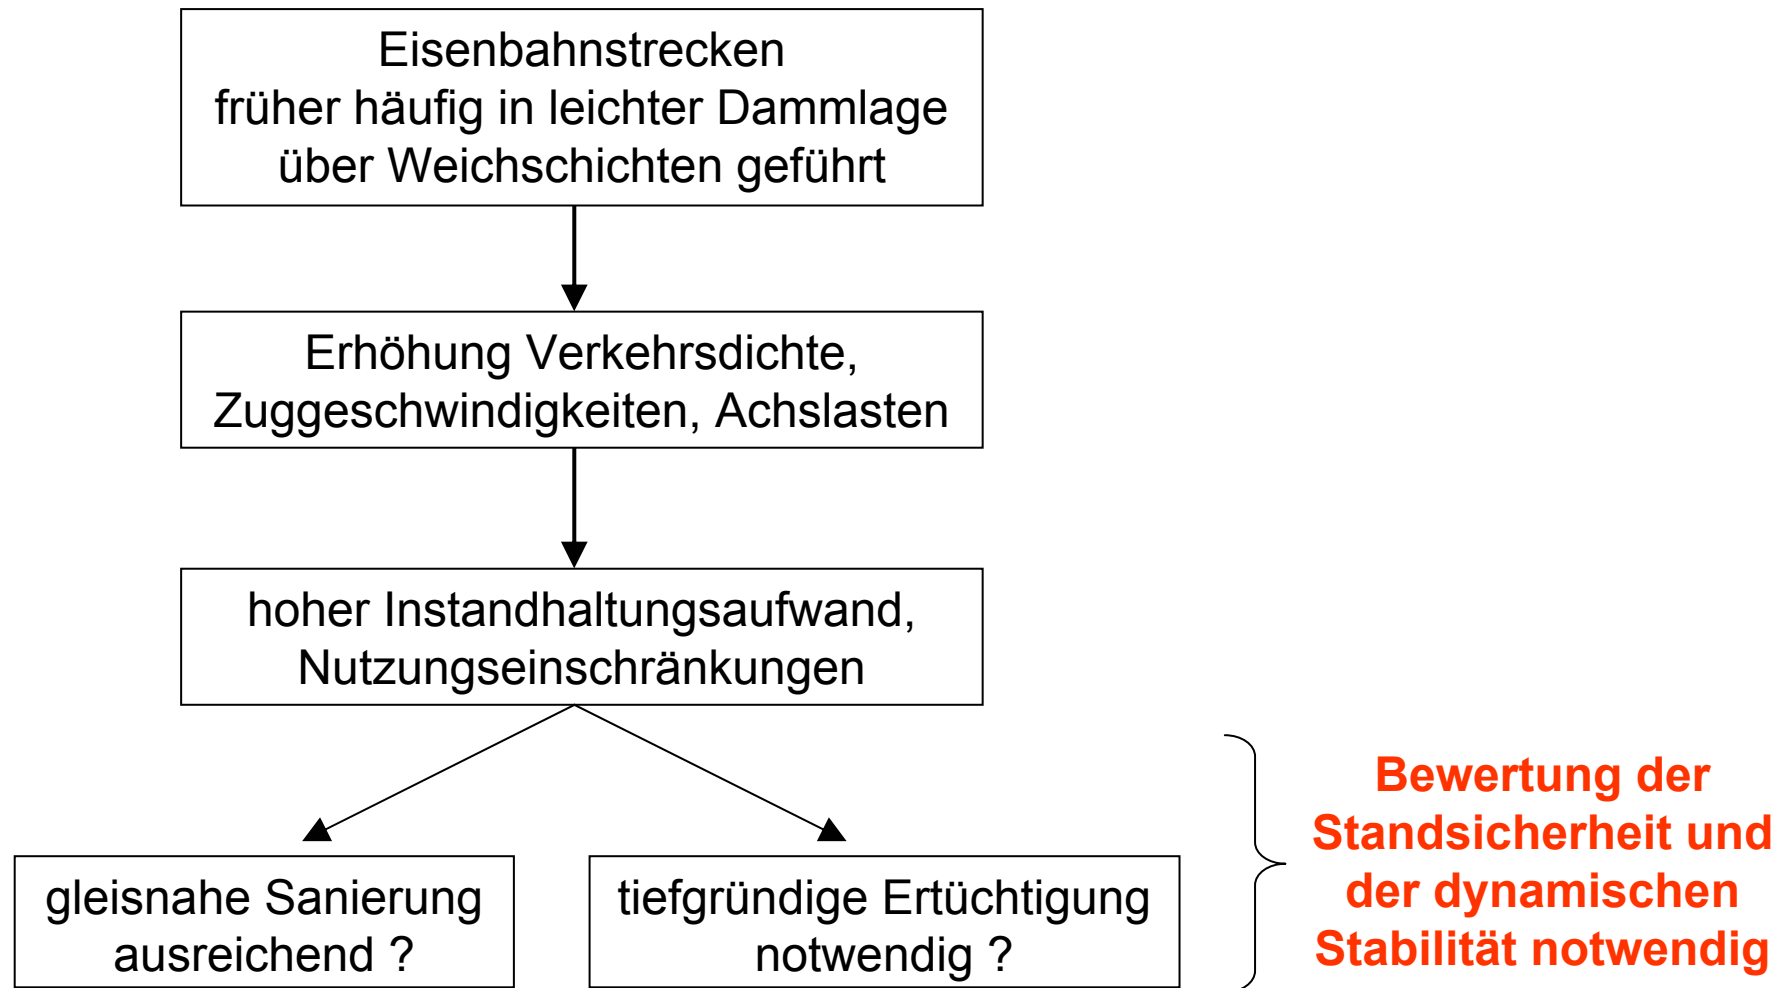 Eisenbahnstrecken
früher häufig in leichter Dammlage
über Weichschichten geführt
Erhöhung Verkehrsdichte,
Zuggeschwindigkeiten, Achslasten
hoher Instandhaltungsaufwand,
Nutzungseinschränkungen
gleisnahe Sanierung
ausreichend ?
tiefgründige Ertüchtigung
notwendig ?
Bewertung der
Standsicherheit und
der dynamischen
Stabilität notwendig